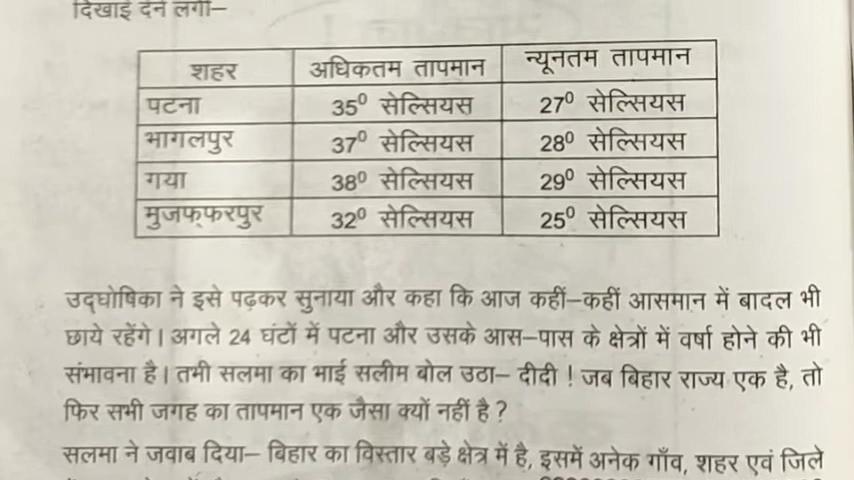 दिखाई देने लगी–
शहर अधिकतम तापमान न्यूनतम तापमान
पटना 35⁰ सेल्सियस 27⁰ सेल्सियस
भागलपुर 37⁰ सेल्सियस 28⁰ सेल्सियस
गया 38⁰ सेल्सियस 29⁰ सेल्सियस
मुजफ्फरपुर 32⁰ सेल्सियस 25⁰ सेल्सियस
उद्घोषिका ने इसे पढ़कर सुनाया और कहा कि आज कहीं–कहीं आसमान में बादल भी
छाये रहेंगे। अगले 24 घंटों में पटना और उसके आस–पास के क्षेत्रों में वर्षा होने की भी
संभावना है। तभी सलमा का भाई सलीम बोल उठा– दीदी ! जब बिहार राज्य एक है, तो
फिर सभी जगह का तापमान एक जैसा क्यों नहीं है ?
सलमा ने जवाब दिया– बिहार का विस्तार बड़े क्षेत्र में है, इसमें अनेक गाँव, शहर एवं जिले